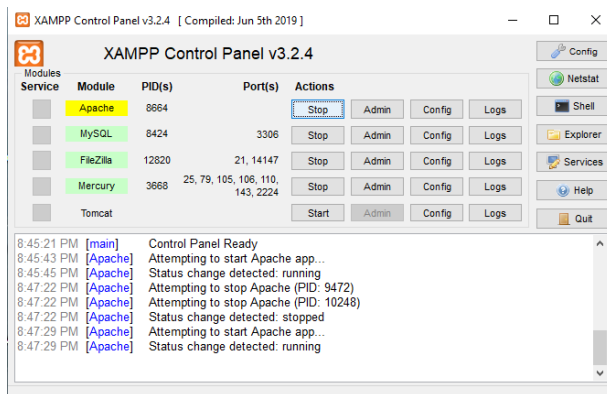 XAMPP Control Panel v3.2.4 [ Compiled: Jun 5th 2019 ]
XAMPP Control Panel v3.2.4
Config
Modules
Service Module PID(s) Port(s) Actions
Netstat
Apache 8664 Stop Admin Config Logs
Shell
MySQL 8424 3306 Stop Admin Config Logs
Explorer
FileZilla 12820 21, 14147 Stop Admin Config Logs
Services
Mercury 3668 25, 79, 105, 106, 110, Stop Admin Config Logs
143, 2224
Help
Tomcat Start Admin Config Logs
Quit
8:45:21 PM [main] Control Panel Ready
8:45:43 PM [Apache] Attempting to start Apache app...
8:45:45 PM [Apache] Status change detected: running
8:47:22 PM [Apache] Attempting to stop Apache (PID: 9472)
8:47:22 PM [Apache] Attempting to stop Apache (PID: 10248)
8:47:22 PM [Apache] Status change detected: stopped
8:47:29 PM [Apache] Attempting to start Apache app...
8:47:29 PM [Apache] Status change detected: running